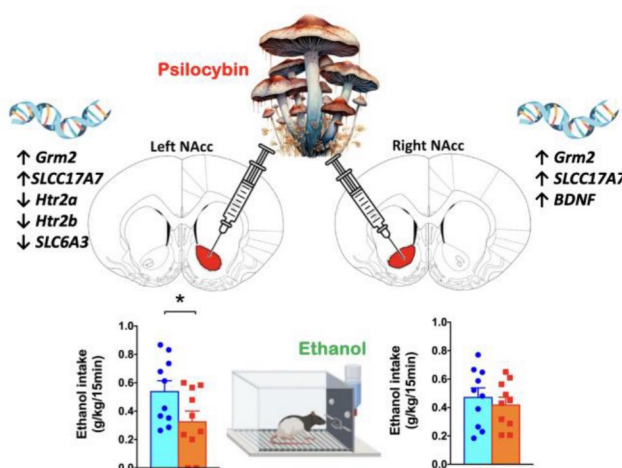 Psilocybin
Left NAcc
Right NAcc
↑ Grm2
↑SLCC17A7
↓ Htr2a
↓ Htr2b
↓ SLC6A3
↑ Grm2
↑ SLCC17A7
↑ BDNF
*
Ethanol intake
(g/kg/15min)
1.0
0.8
0.6
0.4
0.2
0.0
Ethanol
Ethanol intake
(g/kg/15min)
1.0
0.8
0.6
0.4
0.2
0.0